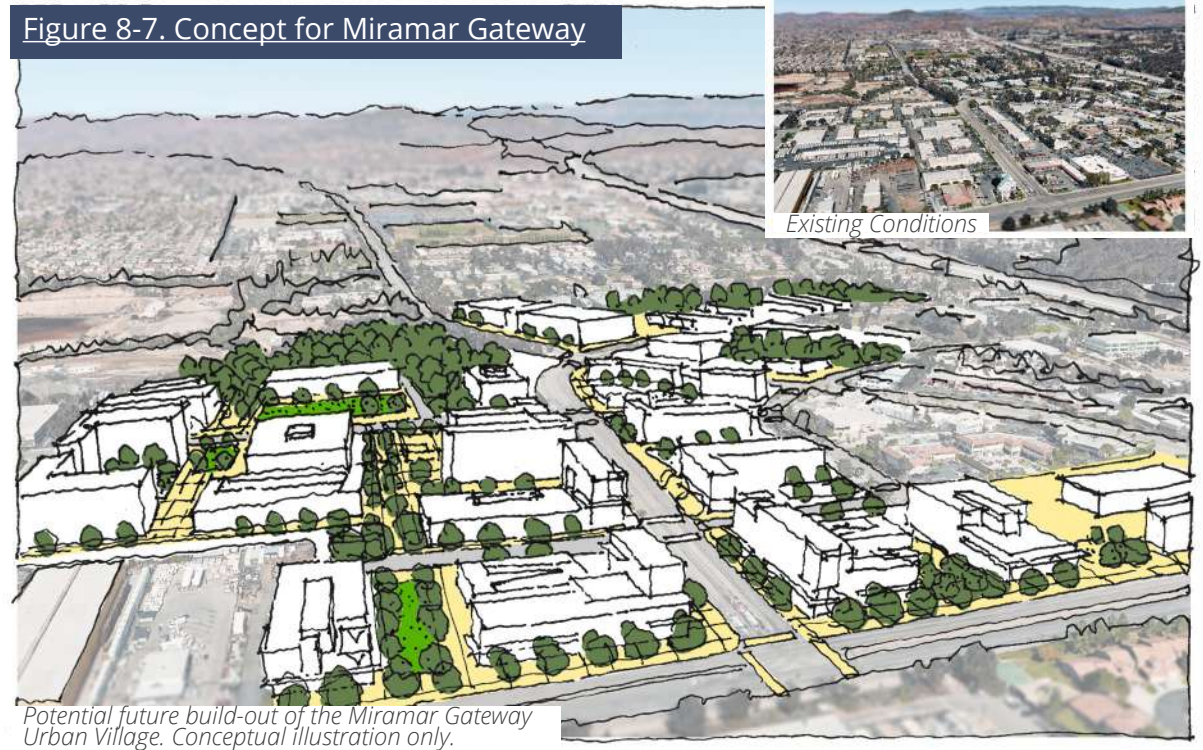 Figure 8-7. Concept for Miramar Gateway
Existing Conditions
Potential future build-out of the Miramar Gateway
Urban Village. Conceptual illustration only.